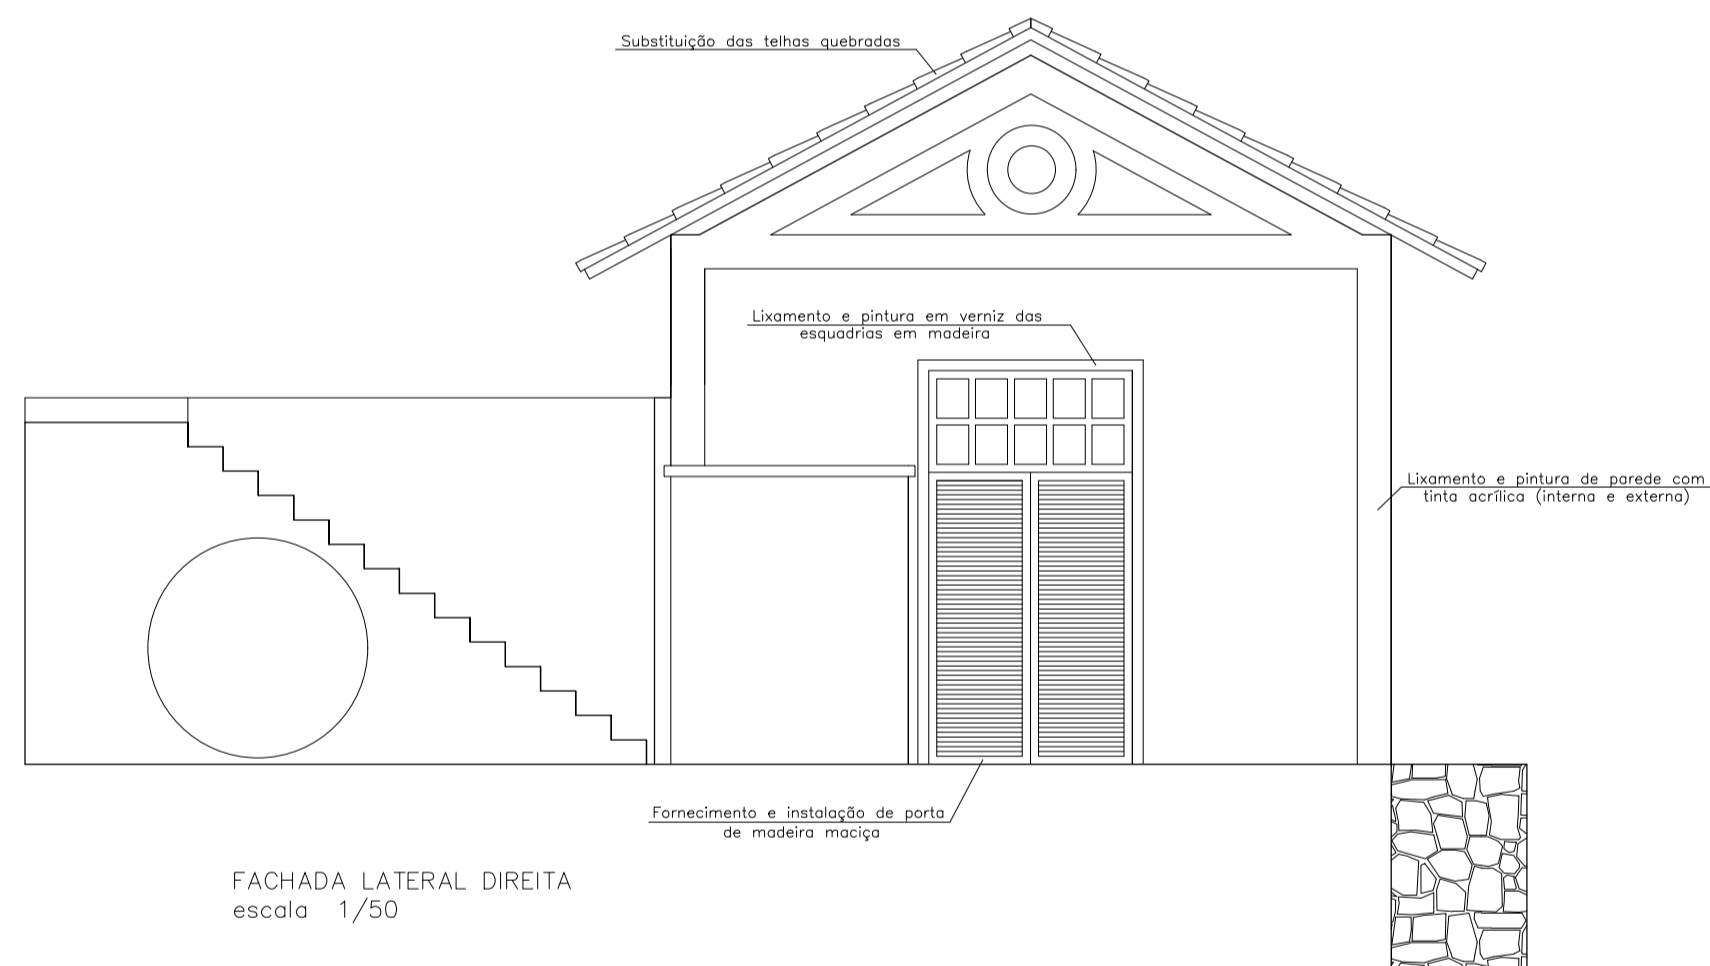 Substituição das telhas quebradas
Lixamento e pintura em verniz das
esquadrias em madeira
Lixamento e pintura de parede com
tinta acrílica (interna e externa)
Fornecimento e instalação de porta
de madeira maciça
FACHADA LATERAL DIREITA
escala 1/50